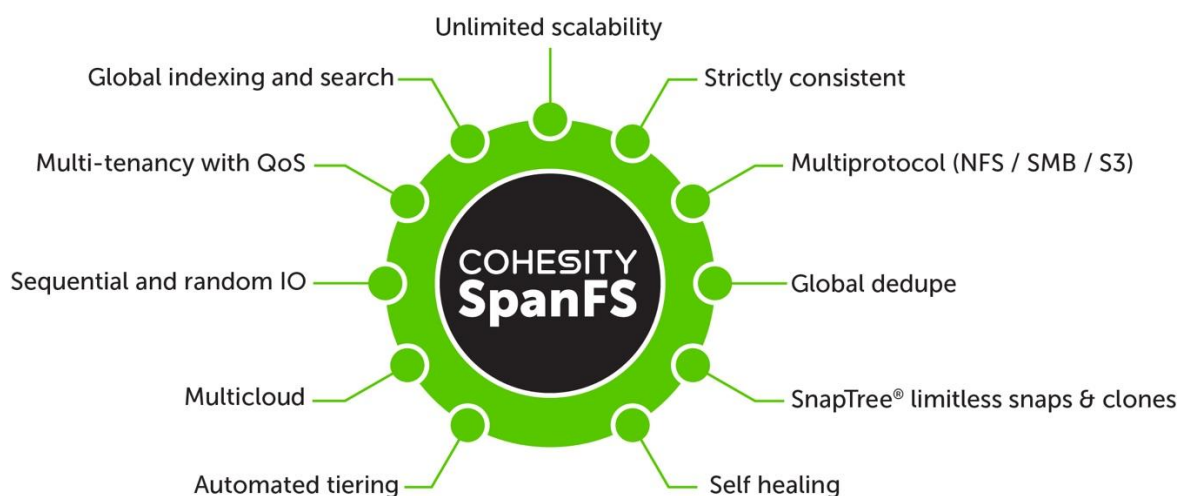 Unlimited scalability
Global indexing and search
Strictly consistent
Multi-tenancy with QoS
Multiprotocol (NFS / SMB / S3)
COHESITY
SpanFS
Sequential and random IO
Global dedupe
Multicloud
SnapTree® limitless snaps & clones
Automated tiering
Self healing